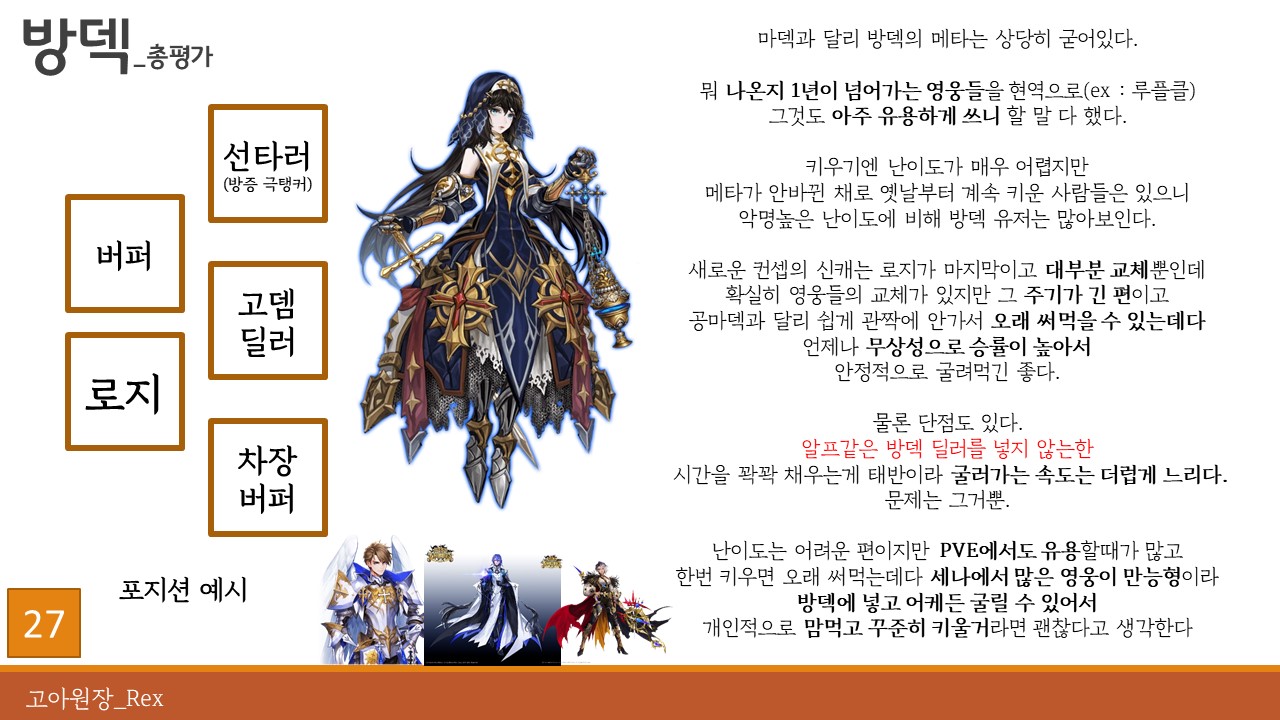 방덱_총평가
선타러
(방증 극탱커)
버퍼
고뎀
딜러
로지
차장
버퍼
포지션 예시
마덱과 달리 방덱의 메타는 상당히 굳어있다.
뭐 나온지 1년이 넘어가는 영웅들을 현역으로(ex : 루플클)
그것도 아주 유용하게 쓰니 할 말 다 했다.
키우기엔 난이도가 매우 어렵지만
메타가 안바뀐 채로 옛날부터 계속 키운 사람들은 있으니
악명높은 난이도에 비해 방덱 유저는 많아보인다.
새로운 컨셉의 신캐는 로지가 마지막이고 대부분 교체뿐인데
확실히 영웅들의 교체가 있지만 그 주기가 긴 편이고
공마덱과 달리 쉽게 관짝에 안가서 오래 써먹을 수 있는데다
언제나 무상성으로 승률이 높아서
안정적으로 굴려먹긴 좋다.
물론 단점도 있다.
알프같은 방덱 딜러를 넣지 않는한
시간을 꽉꽉 채우는게 태반이라 굴러가는 속도는 더럽게 느리다.
문제는 그거뿐.
난이도는 어려운 편이지만 PVE에서도 유용할때가 많고
한번 키우면 오래 써먹는데다 세나에서 많은 영웅이 만능형이라
방덱에 넣고 어케든 굴릴 수 있어서
개인적으로 맘먹고 꾸준히 키울거라면 괜찮다고 생각한다
27
고아원장_Rex